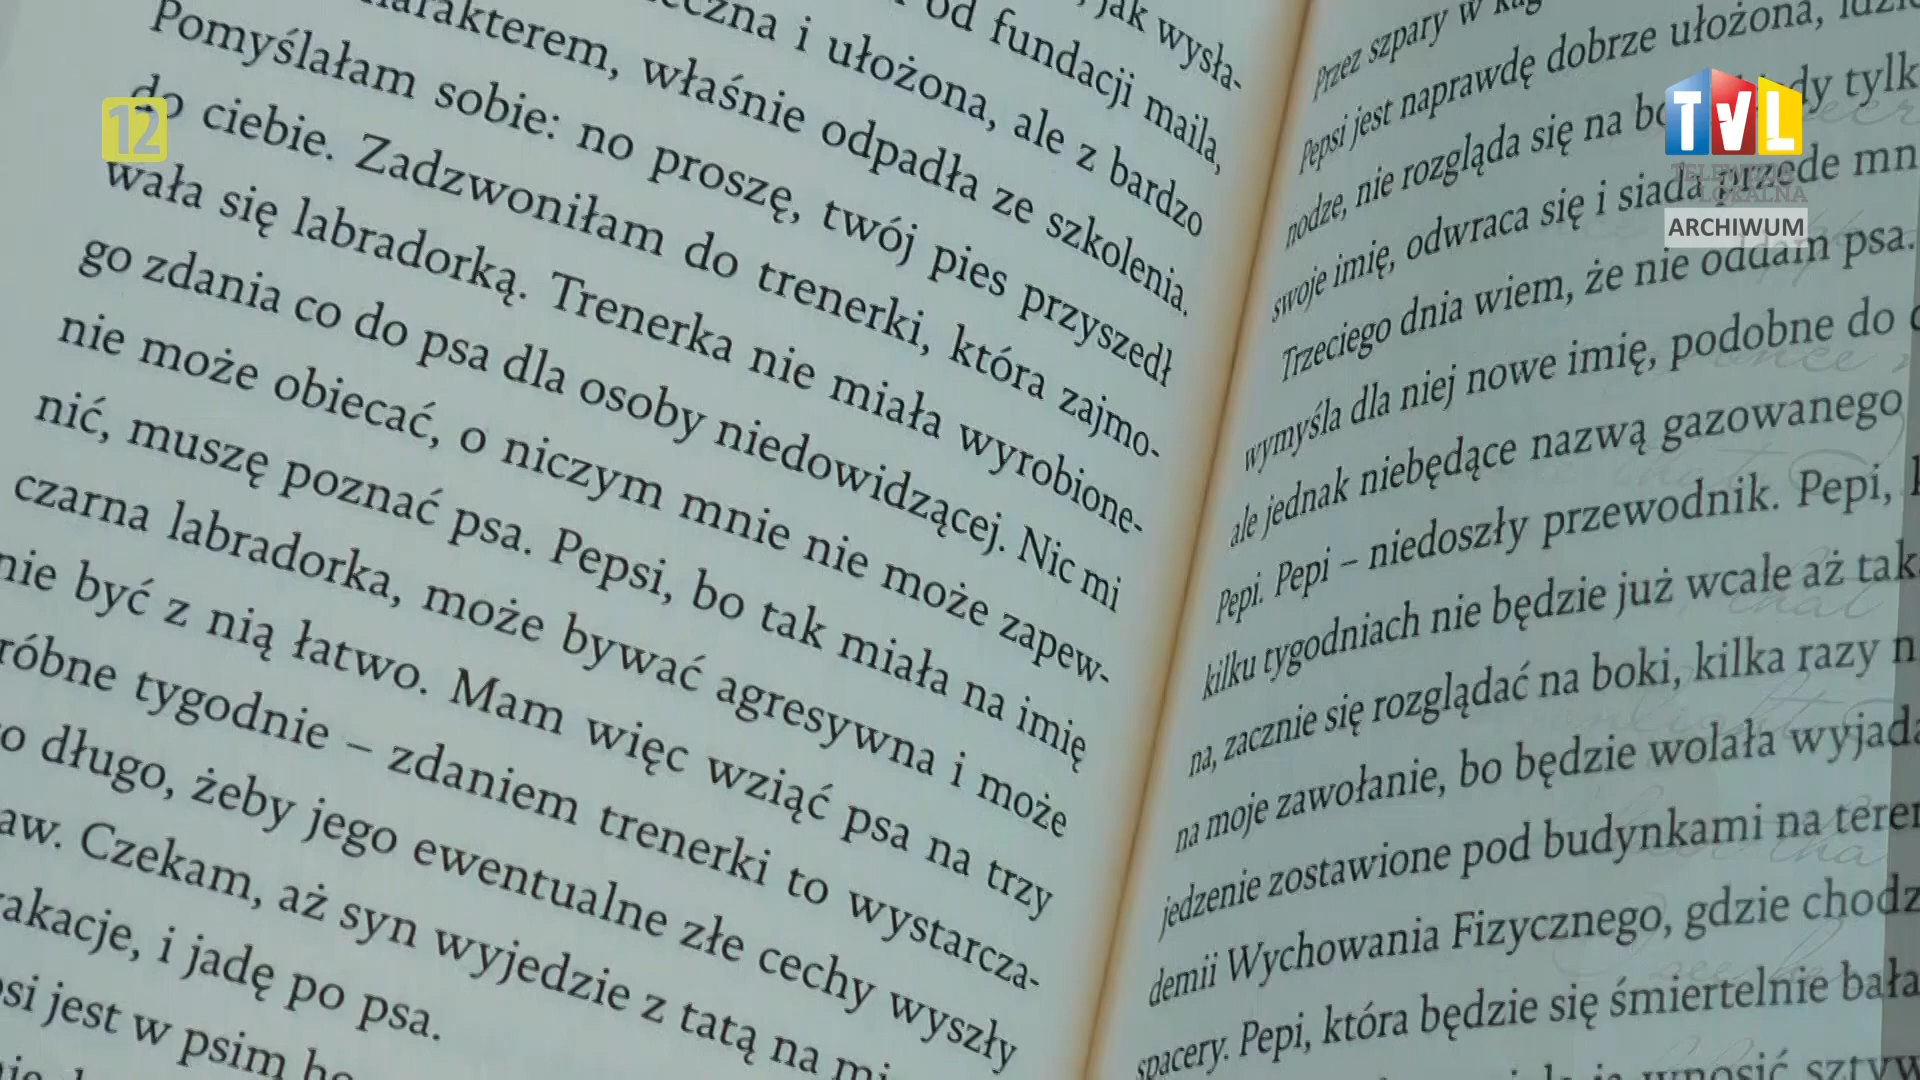 jak wysła-
od fundacji maila,
i ułożona, ale z bardzo
charakterem, właśnie odpadła ze szkolenia.
Pomyślałam sobie: no proszę, twój pies przyszedł
do ciebie. Zadzwoniłam do trenerki, która zajmo-
wała się labradorką. Trenerka nie miała wyrobione-
go zdania co do psa dla osoby niedowidzącej. Nic mi
nie może obiecać, o niczym mnie nie może zapew-
nić, muszę poznać psa. Pepsi, bo tak miała na imię
czarna labradorka, może bywać agresywna i może
nie być z nią łatwo. Mam więc wziąć psa na trzy
róbne tygodnie – zdaniem trenerki to wystarcza-
o długo, żeby jego ewentualne złe cechy wyszły
aw. Czekam, aż syn wyjedzie z tatą na
akacje, i jadę po psa.
si jest w psim
Przez szpary w
Pepsi jest naprawdę dobrze ułożona,
nodze, nie rozgląda się na tylk
swoje imię, odwraca się i siada przede mn
Trzeciego dnia wiem, że nie oddam psa.
wymyśla dla niej nowe imię, podobne do
ale jednak niebędące nazwą gazowanego
Pepi. Pepi – niedoszły przewodnik. Pepi,
kilku tygodniach nie będzie już wcale aż tak
na, zacznie się rozglądać na boki, kilka razy n
na moje zawołanie, bo będzie wolała wyjada
jedzenie zostawione pod budynkami na teren
demii Wychowania Fizycznego, gdzie chodz
spacery. Pepi, która będzie się śmiertelnie bała
wnosić sztyw
12
TVL
TELEWIZJA
LOKALNA
ARCHIWUM